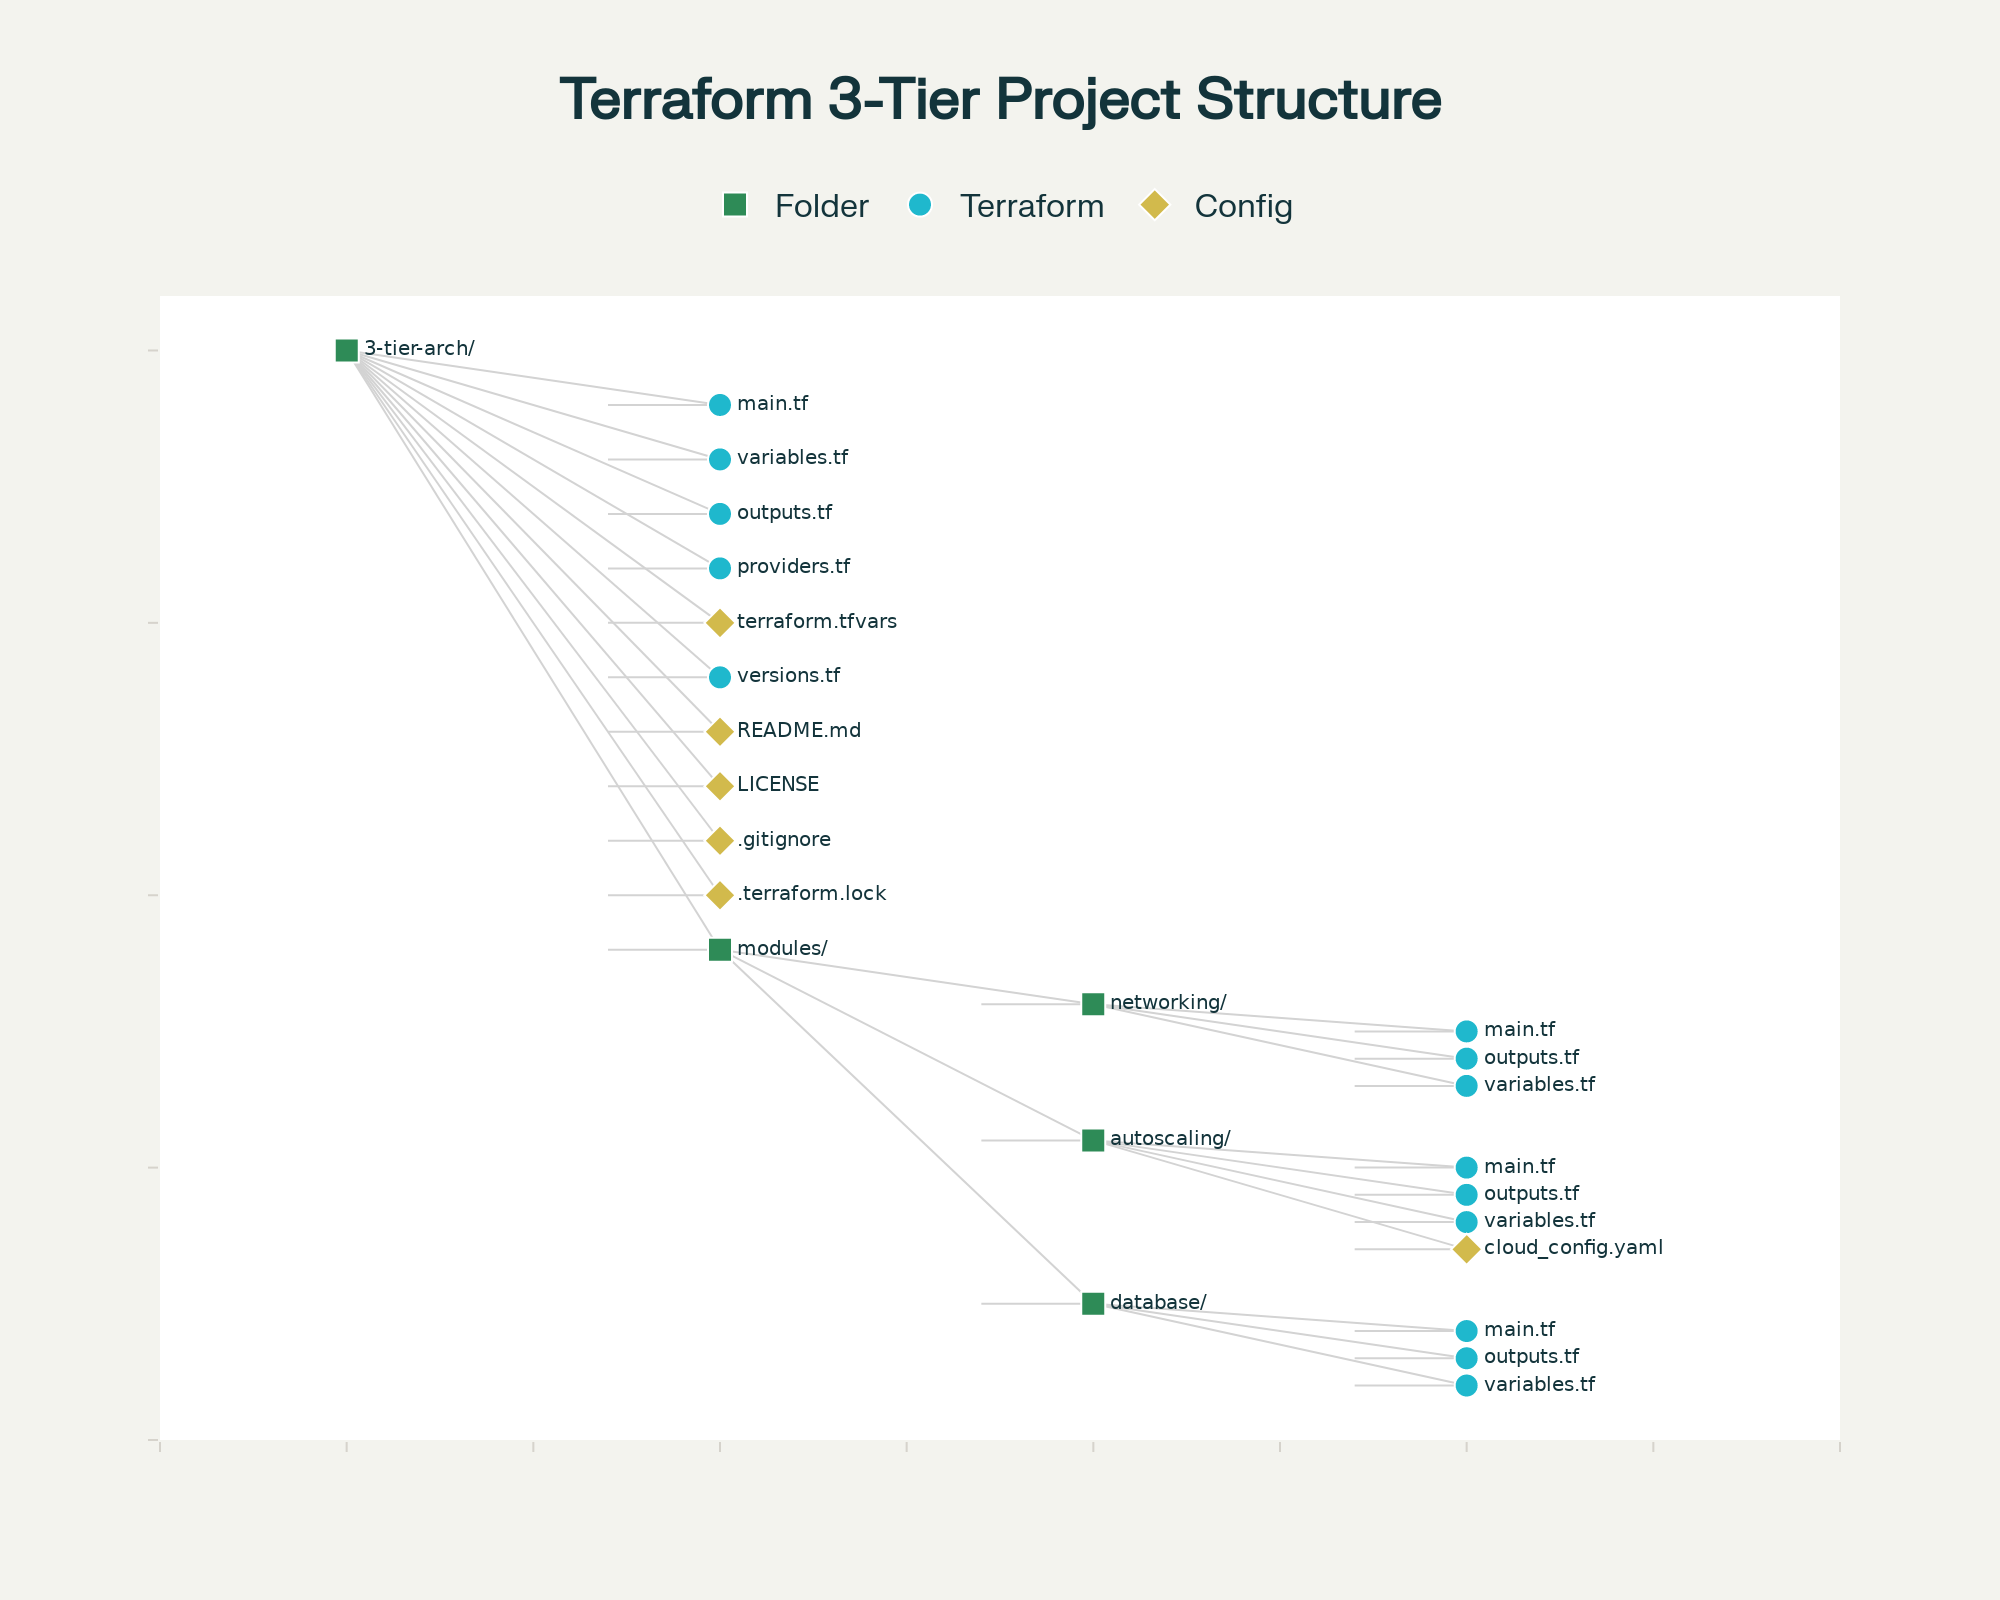 Terraform 3-Tier Project Structure
Folder Terraform Config
3-tier-arch/
main.tf
variables.tf
outputs.tf
providers.tf
terraform.tfvars
versions.tf
README.md
LICENSE
.gitignore
.terraform.lock
modules/
networking/
main.tf
outputs.tf
variables.tf
autoscaling/
main.tf
outputs.tf
variables.tf
cloud_config.yaml
database/
main.tf
outputs.tf
variables.tf